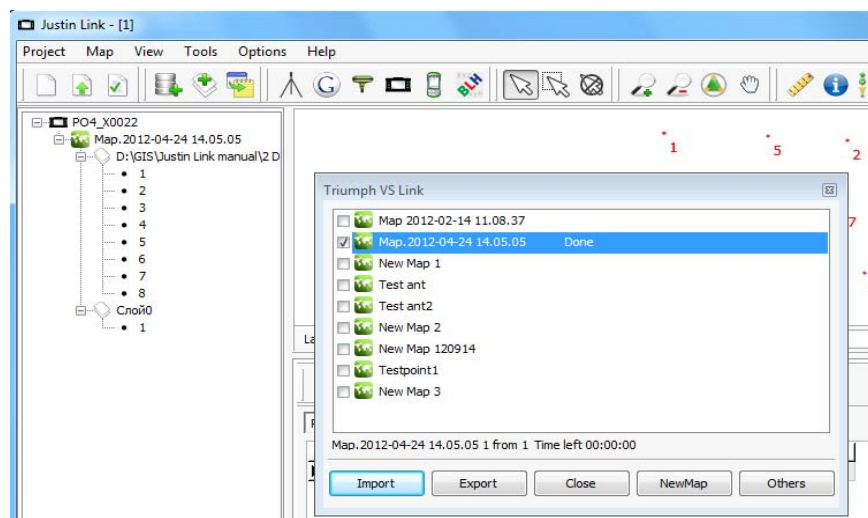 Justin Link - [1]
Project Map View Tools Options Help
PO4_X0022
Map.2012-04-24 14.05.05
D:\GIS\Justin Link manual\2 D
1
2
3
4
5
6
7
8
Слой0
1
1
5
2
7
Triumph VS Link
Map 2012-02-14 11.08.37
Map.2012-04-24 14.05.05 Done
New Map 1
Test ant
Test ant2
New Map 2
New Map 120914
Testpoint1
New Map 3
Map.2012-04-24 14.05.05 1 from 1 Time left 00:00:00
Import Export Close NewMap Others